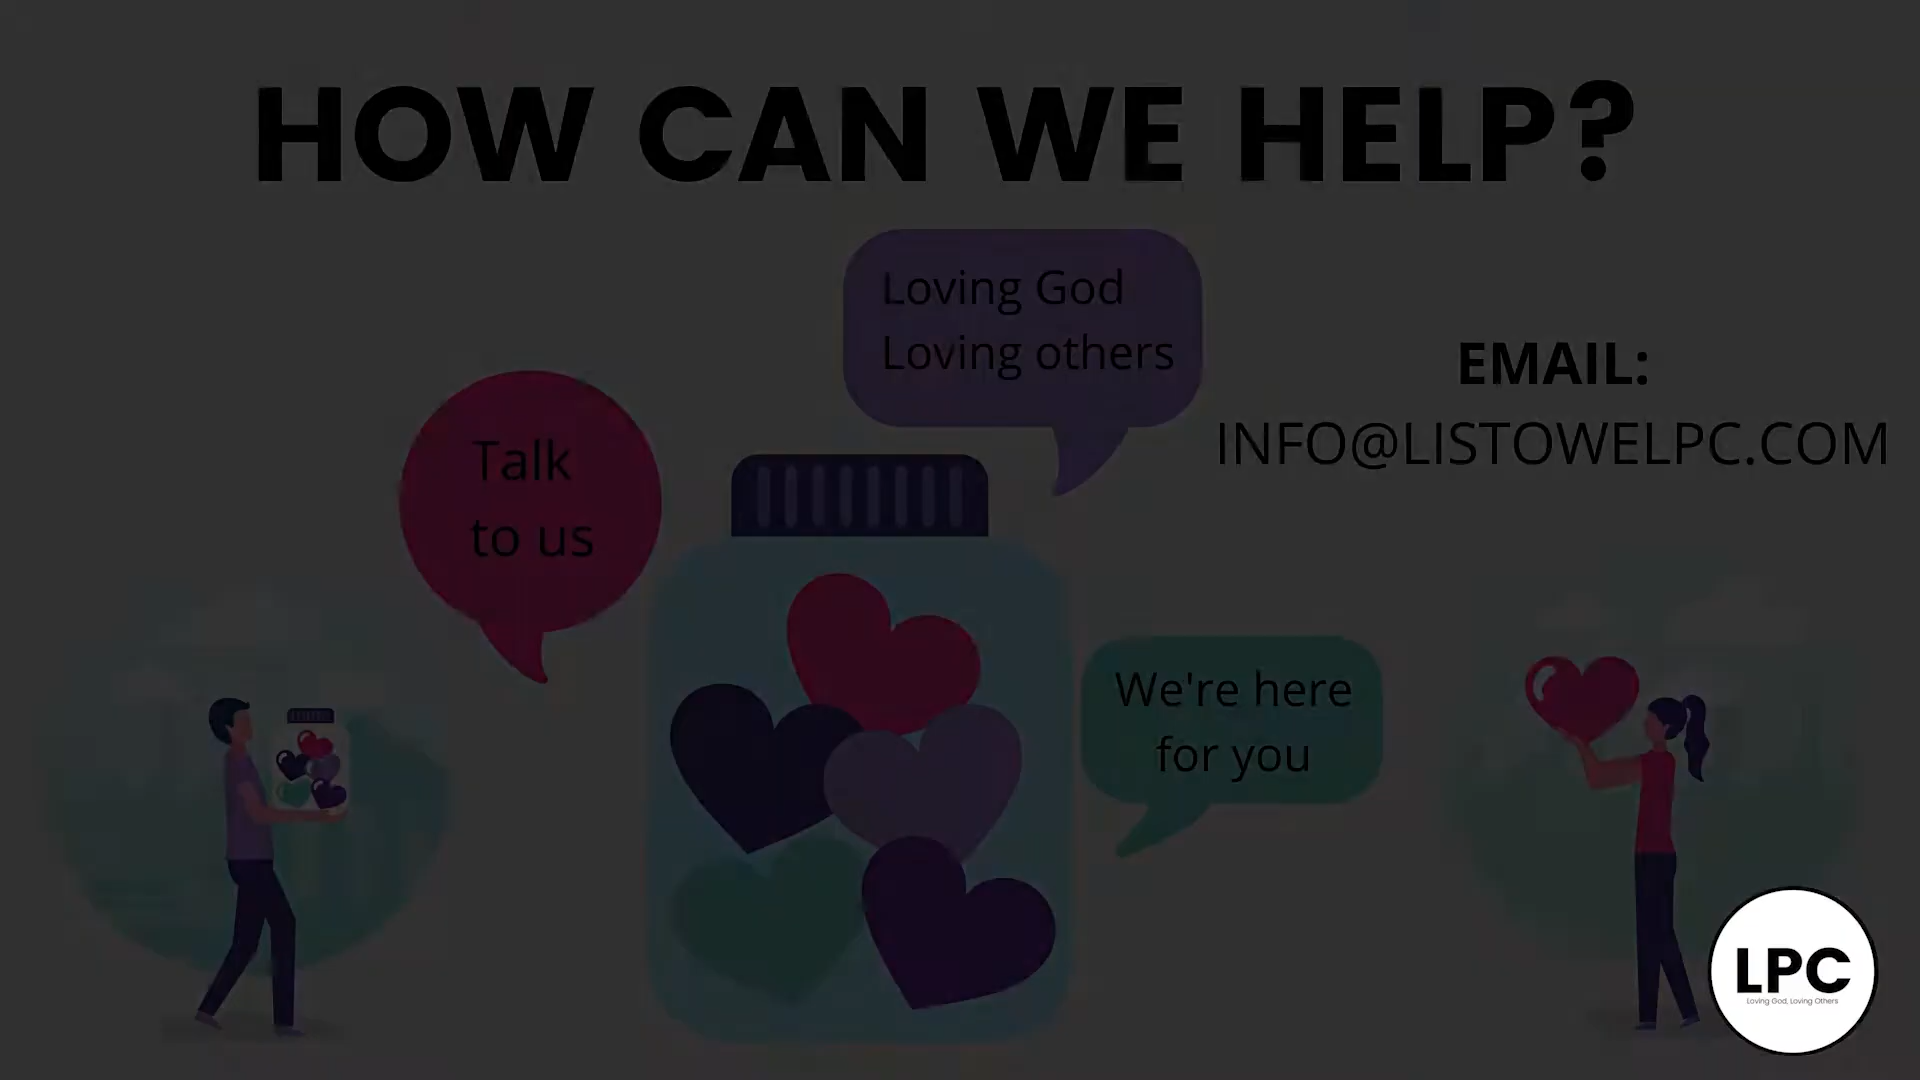 HOW CAN WE HELP?
Loving God
Loving others
EMAIL:
INFO@LISTOWELPC.COM
Talk
to us
We're here
for you
LPC
Loving God, Loving Others